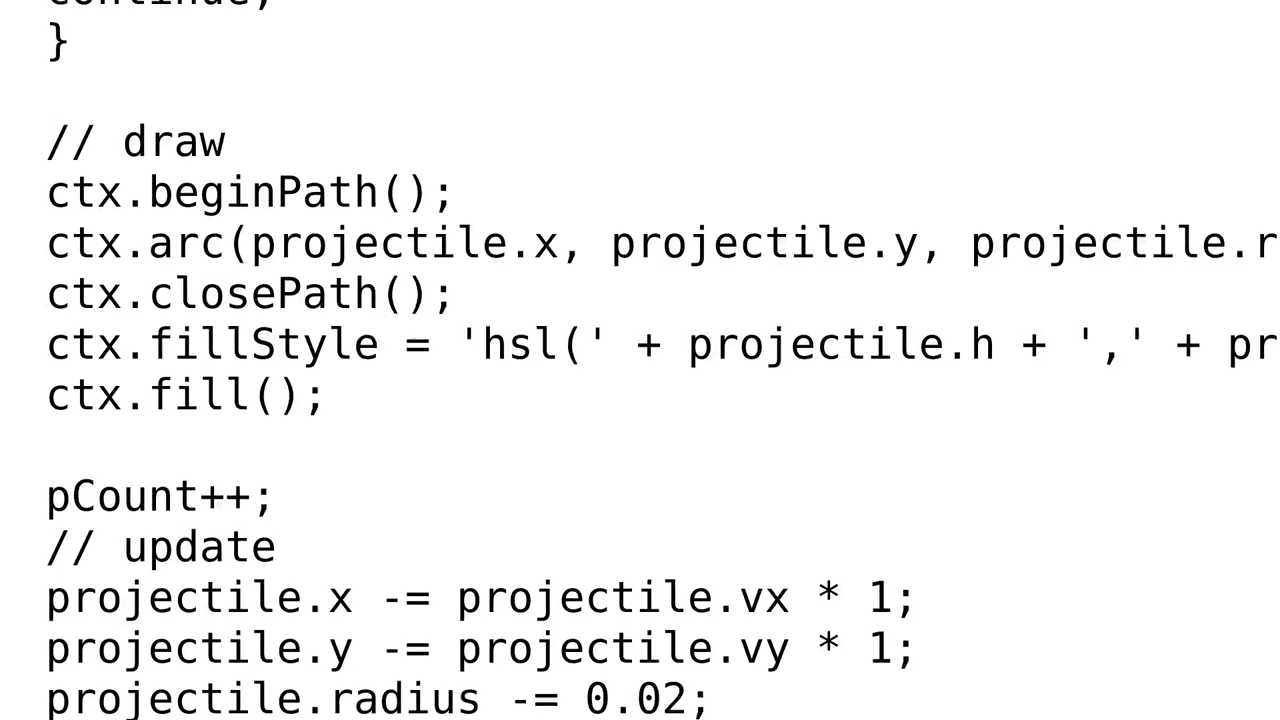 continue;
}
// draw
ctx.beginPath();
ctx.arc(projectile.x, projectile.y, projectile.r
ctx.closePath();
ctx.fillStyle = 'hsl(' + projectile.h + ',' + pr
ctx.fill();
pCount++;
// update
projectile.x -= projectile.vx * 1;
projectile.y -= projectile.vy * 1;
projectile.radius -= 0.02;